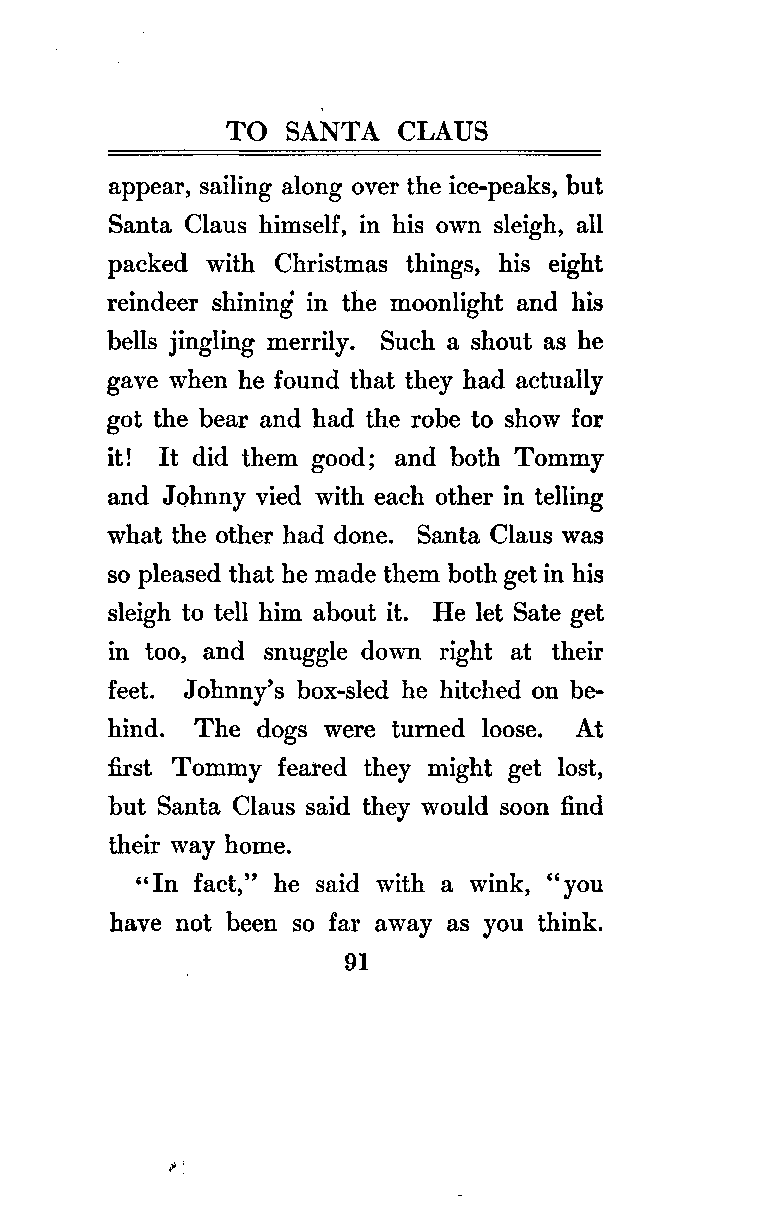 TO SANTA CLAUS
appear, sailing along over the ice-peaks, but
Santa Claus himself, in his own sleigh, all
packed with Christmas things, his eight
reindeer shining in the moonlight and his
bells jingling merrily. Such a shout as he
gave when he found that they had actually
got the bear and had the robe to show for
it! It did them good; and both Tommy
and Johnny vied with each other in telling
what the other had done. Santa Claus was
so pleased that he made them both get in his
sleigh to tell him about it. He let Sate get
in too, and snuggle down right at their
feet. Johnny's box-sled he hitched on be-
hind. The dogs were turned loose. At
first Tommy feared they might get lost,
but Santa Claus said they would soon find
their way home.
"In fact," he said with a wink, "you
have not been so far away as you think.
91